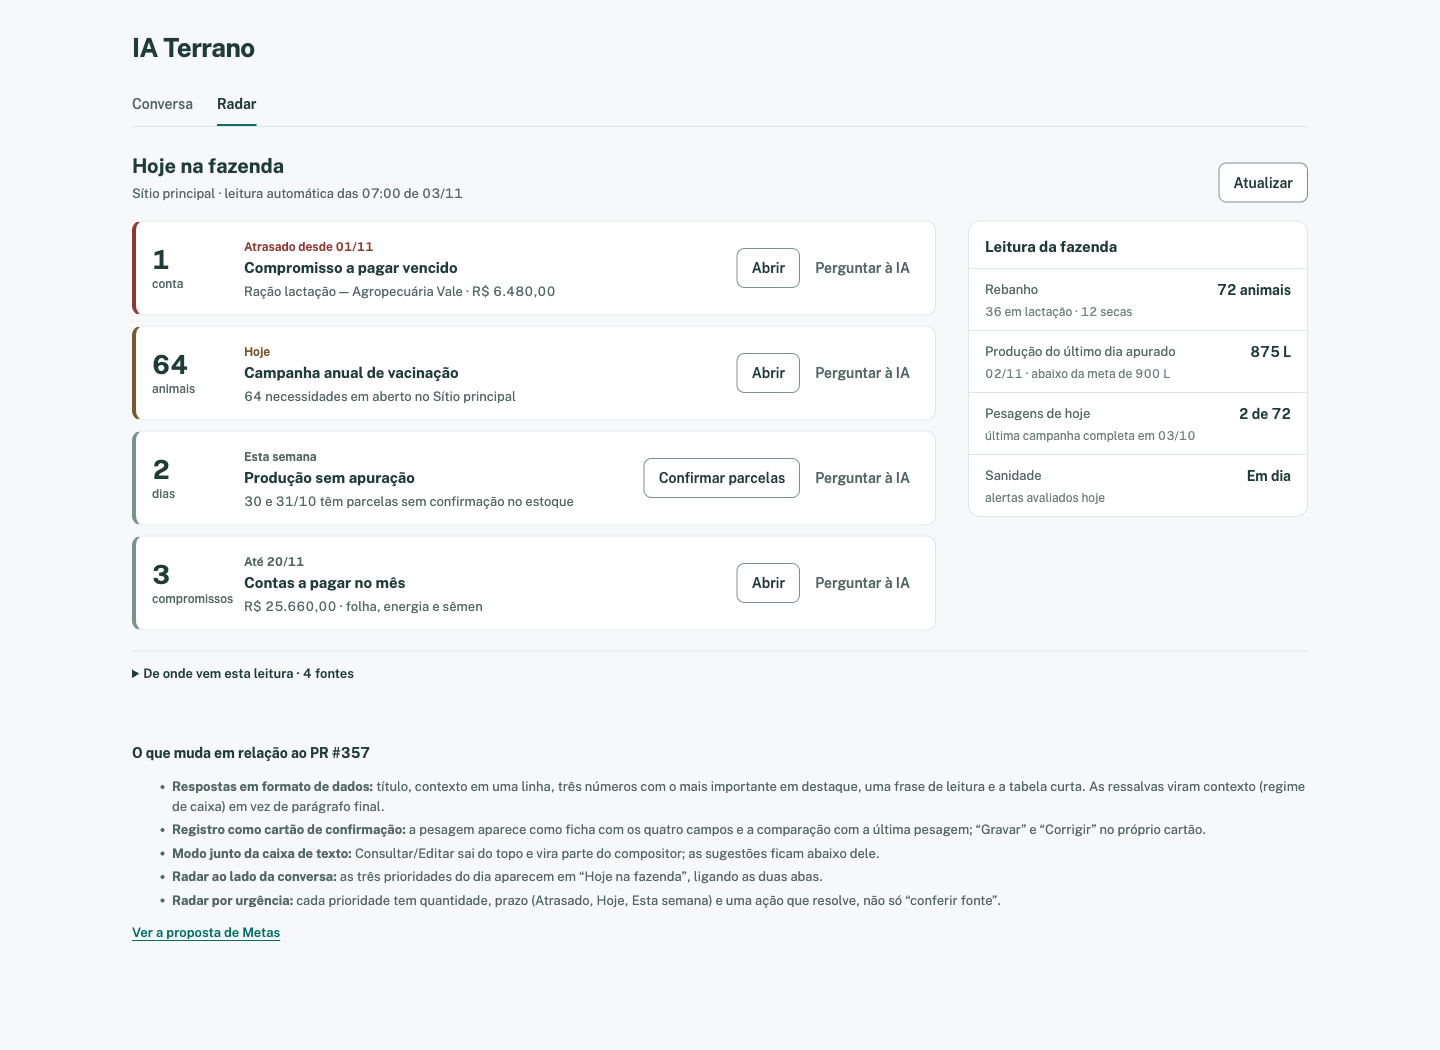 IA Terrano
Conversa
Radar
Hoje na fazenda
Sítio principal · leitura automática das 07:00 de 03/11
Atualizar
1
conta
Atrasado desde 01/11
Compromisso a pagar vencido
Ração lactação — Agropecuária Vale · R$ 6.480,00
Abrir
Perguntar à IA
64
animais
Hoje
Campanha anual de vacinação
64 necessidades em aberto no Sítio principal
Abrir
Perguntar à IA
2
dias
Esta semana
Produção sem apuração
30 e 31/10 têm parcelas sem confirmação no estoque
Confirmar parcelas
Perguntar à IA
3
compromissos
Até 20/11
Contas a pagar no mês
R$ 25.660,00 · folha, energia e sêmen
Abrir
Perguntar à IA
Leitura da fazenda
Rebanho
72 animais
36 em lactação · 12 secas
Produção do último dia apurado
875 L
02/11 · abaixo da meta de 900 L
Pesagens de hoje
2 de 72
última campanha completa em 03/10
Sanidade
Em dia
alertas avaliados hoje
▶ De onde vem esta leitura · 4 fontes
O que muda em relação ao PR #357
• Respostas em formato de dados: título, contexto em uma linha, três números com o mais importante em destaque, uma frase de leitura e a tabela curta. As ressalvas viram contexto (regime
de caixa) em vez de parágrafo final.
• Registro como cartão de confirmação: a pesagem aparece como ficha com os quatro campos e a comparação com a última pesagem; “Gravar” e “Corrigir” no próprio cartão.
• Modo junto da caixa de texto: Consultar/Editar sai do topo e vira parte do compositor; as sugestões ficam abaixo dele.
• Radar ao lado da conversa: as três prioridades do dia aparecem em “Hoje na fazenda”, ligando as duas abas.
• Radar por urgência: cada prioridade tem quantidade, prazo (Atrasado, Hoje, Esta semana) e uma ação que resolve, não só “conferir fonte”.
Ver a proposta de Metas